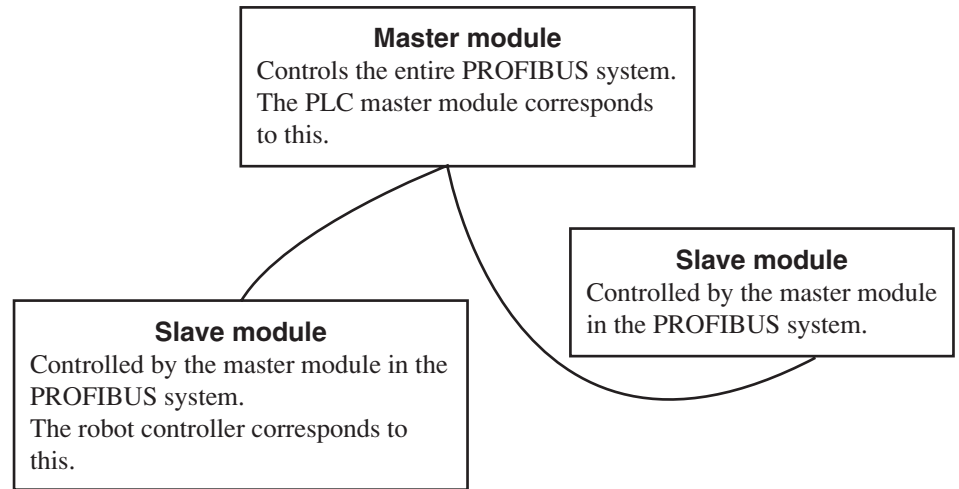 Master module
Controls the entire PROFIBUS system.
The PLC master module corresponds
to this.
Slave module
Controlled by the master module
in the PROFIBUS system.
Slave module
Controlled by the master module in the
PROFIBUS system.
The robot controller corresponds to
this.